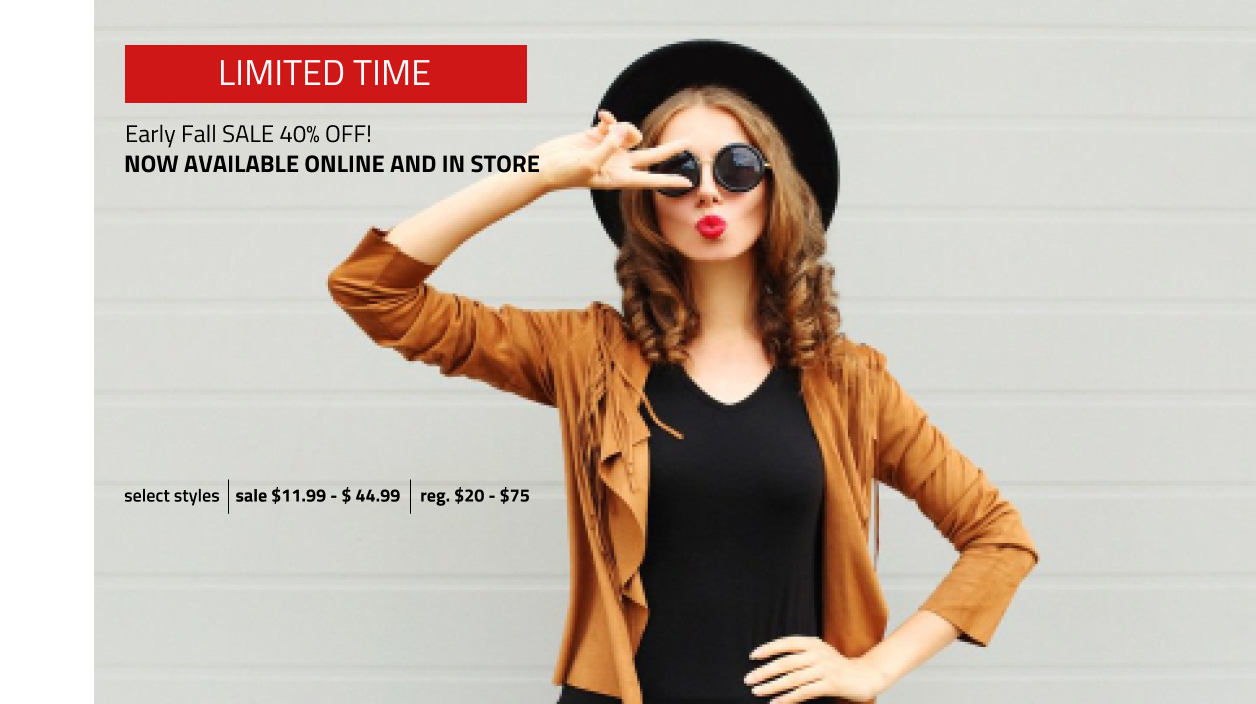 LIMITED TIME
Early Fall SALE 40% OFF!
NOW AVAILABLE ONLINE AND IN STORE
select styles | sale $11.99 - $ 44.99 | reg. $20 - $75